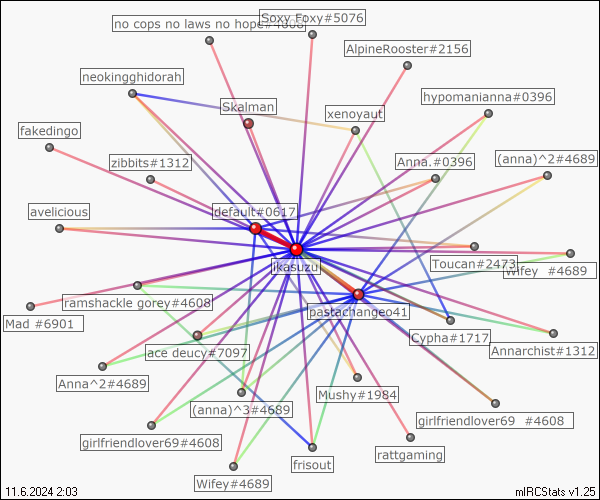 no cops no laws no hope#4608
Soxy Foxy#5076
AlpineRooster#2156
neokingghidorah
hypomanianna#0396
Skalman
xenoyaut
fakedingo
zibbits#1312
Anna.#0396
(anna)^2#4689
avelicious
default#0617
ikasuzu
Toucan#2473
Wifey #4689
ramshackle gorey#4608
Mad #6901
pastachangeo41
Cypha#1717
Annarchist#1312
ace deucy#7097
Anna^2#4689
Mushy#1984
(anna)^3#4689
girlfriendlover69 #4608
girlfriendlover69#4608
frisout
rattgaming
Wifey#4689
11.6.2024 2:03
mIRCStats v1.25